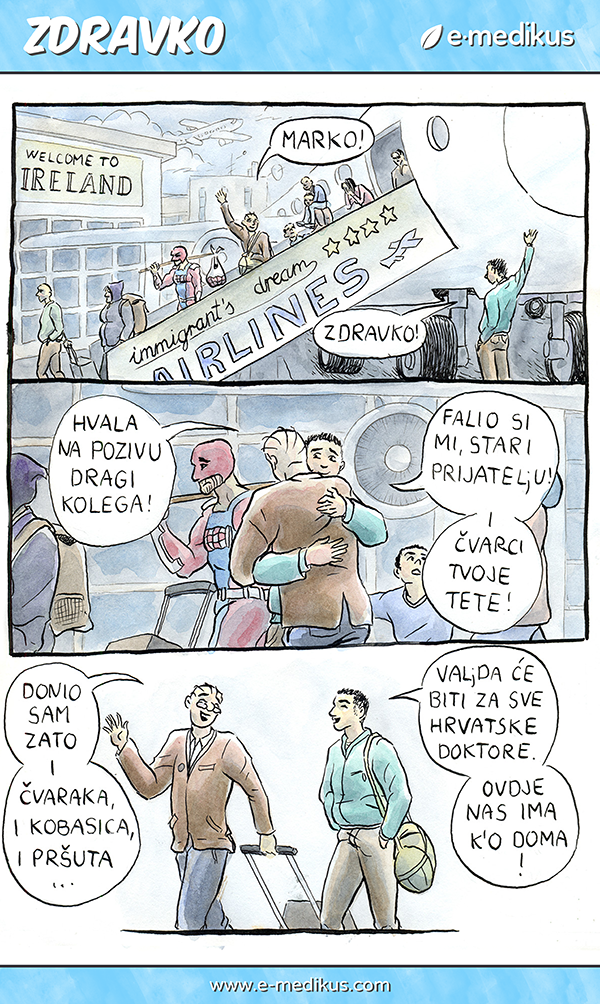 ZDRAVKO
e-medikus
WELCOME TO
IRELAND
MARKO!
immigrant's dream
AIRLINES
ZDRAVKO!
HVALA
NA POZIVU
DRAGI
KOLEGA!
FALIO SI
MI, STARI
PRIJATELjU!
I
ČVARCI
TVOJE
TETE!
DONIO
SAM
ZATO
I
ČVARAKA,
I KOBASICA,
I PRŠUTA
...
VALjDA ĆE
BITI ZA SVE
HRVATSKE
DOKTORE.
OVDJE
NAS IMA
K'O DOMA
!
www.e-medikus.com